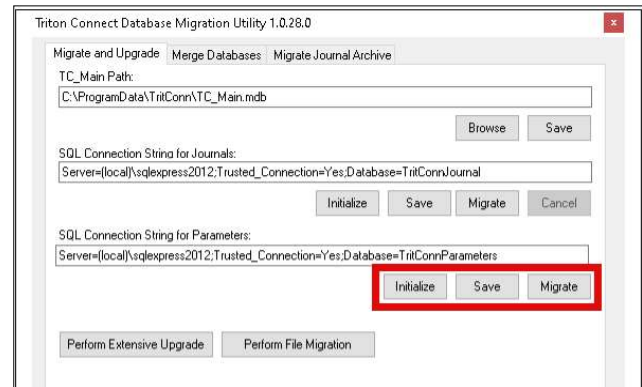 Triton Connect Database Migration Utility 1.0.28.0 x
Migrate and Upgrade Merge Databases Migrate Journal Archive
TC_Main Path:
C:\ProgramData\TritConn\TC_Main.mdb
Browse Save
SQL Connection String for Journals:
Server=(local)\sqlexpress2012;Trusted_Connection=Yes;Database=TritConnJournal
Initialize Save Migrate Cancel
SQL Connection String for Parameters:
Server=(local)\sqlexpress2012;Trusted_Connection=Yes;Database=TritConnParameters
Initialize Save Migrate
Perform Extensive Upgrade Perform File Migration